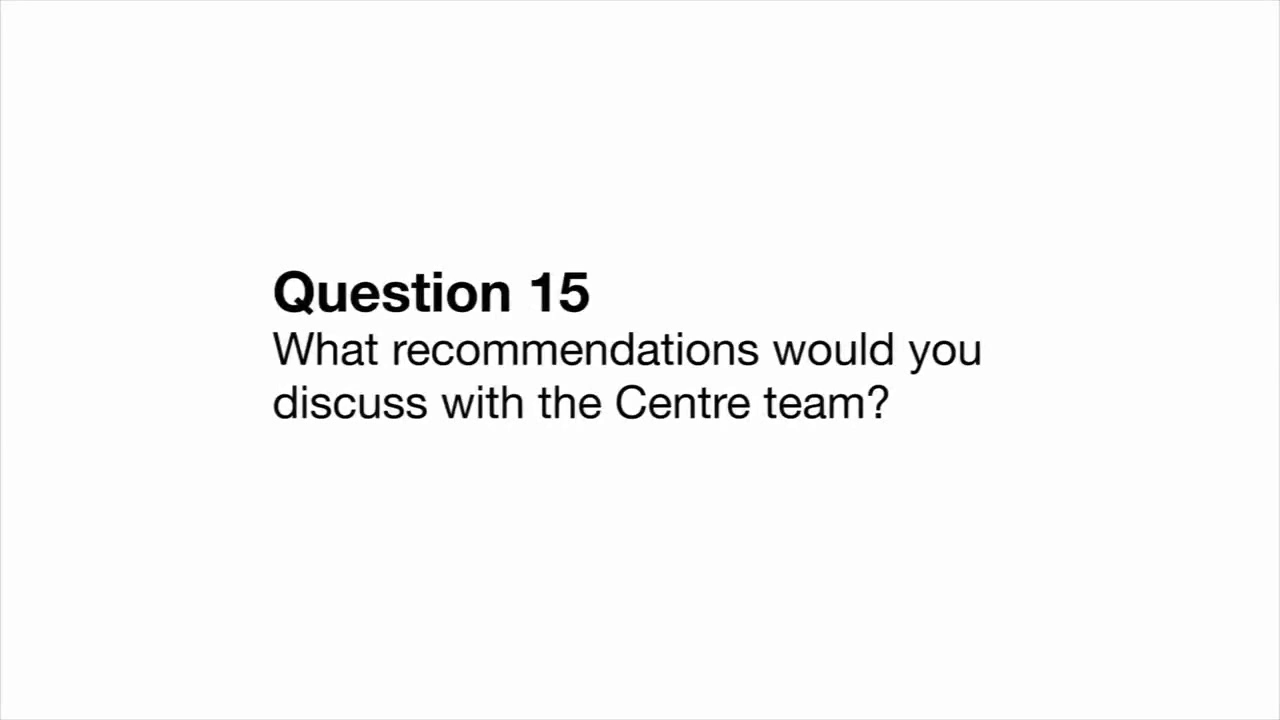 Question 15
What recommendations would you
discuss with the Centre team?